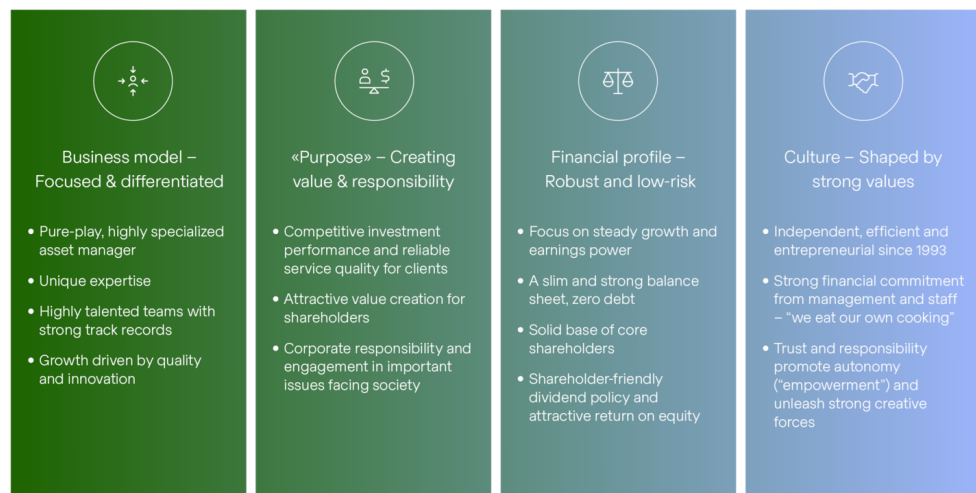 Business model –
Focused & differentiated
• Pure-play, highly specialized
asset manager
• Unique expertise
• Highly talented teams with
strong track records
• Growth driven by quality
and innovation
«Purpose» – Creating
value & responsibility
• Competitive investment
performance and reliable
service quality for clients
• Attractive value creation for
shareholders
• Corporate responsibility and
engagement in important
issues facing society
Financial profile –
Robust and low-risk
• Focus on steady growth and
earnings power
• A slim and strong balance
sheet, zero debt
• Solid base of core
shareholders
• Shareholder-friendly
dividend policy and
attractive return on equity
Culture – Shaped by
strong values
• Independent, efficient and
entrepreneurial since 1993
• Strong financial commitment
from management and staff
– “we eat our own cooking”
• Trust and responsibility
promote autonomy
(“empowerment”) and
unleash strong creative
forces